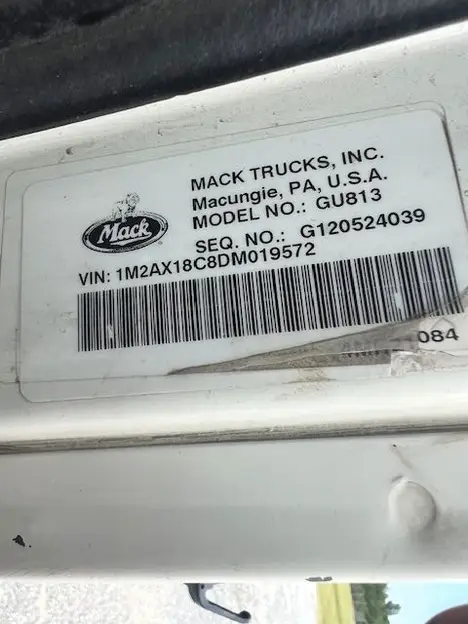 MACK TRUCKS, INC.
Macungie, PA, U.S.A.
MODEL NO.: GU813
SEQ. NO.: G120524039
Mack
VIN: 1M2AX18C8DM019572
084